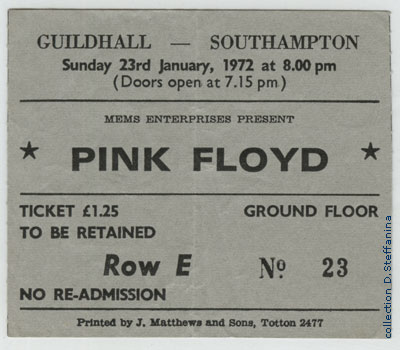 GUILDHALL — SOUTHAMPTON
Sunday 23rd January, 1972 at 8.00 pm
(Doors open at 7.15 pm)
MEMS ENTERPRISES PRESENT
★ PINK FLOYD ★
TICKET £1.25 GROUND FLOOR
TO BE RETAINED
Row E No 23
NO RE-ADMISSION
Printed by J. Matthews and Sons, Totton 2477
collection D. Steffanina